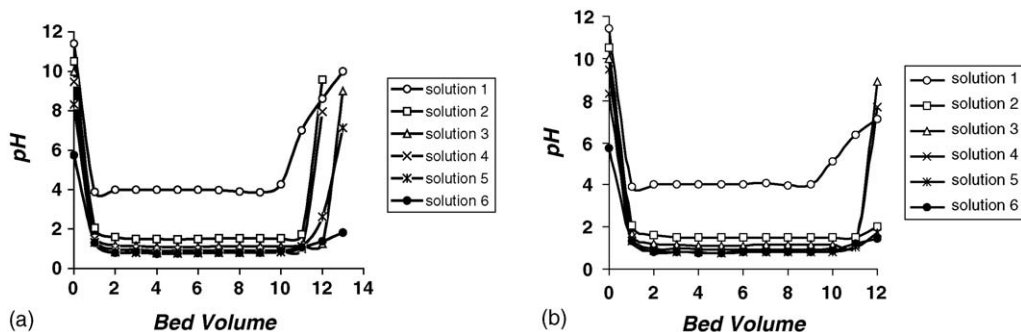 12
10
8
6
4
2
0
pH
0 2 4 6 8 10 12 14
Bed Volume
solution 1
solution 2
solution 3
solution 4
solution 5
solution 6
(a)
12
10
8
6
4
2
0
pH
0 2 4 6 8 10 12
Bed Volume
solution 1
solution 2
solution 3
solution 4
solution 5
solution 6
(b)